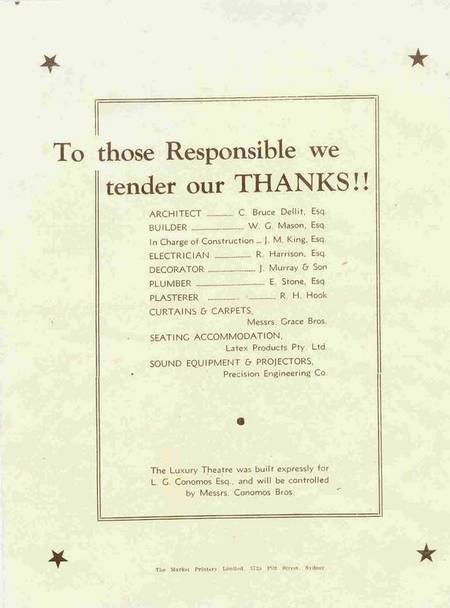 To those Responsible we
tender our THANKS!!
ARCHITECT ........ C. Bruce Dellit, Esq.
BUILDER ........ W. G. Mason, Esq.
In Charge of Construction .. J. M. King, Esq.
ELECTRICIAN ........ R. Harrison, Esq.
DECORATOR ........ J. Murray & Son
PLUMBER ........ E. Stone, Esq.
PLASTERER ........ R. H. Hook
CURTAINS & CARPETS,
Messrs. Grace Bros.
SEATING ACCOMMODATION,
Latex Products Pty. Ltd.
SOUND EQUIPMENT & PROJECTORS,
Precision Engineering Co.
The Luxury Theatre was built expressly for
L. G. Conomos Esq., and will be controlled
by Messrs. Conomos Bros.
The Market Printery Limited, Pitt Street, Sydney